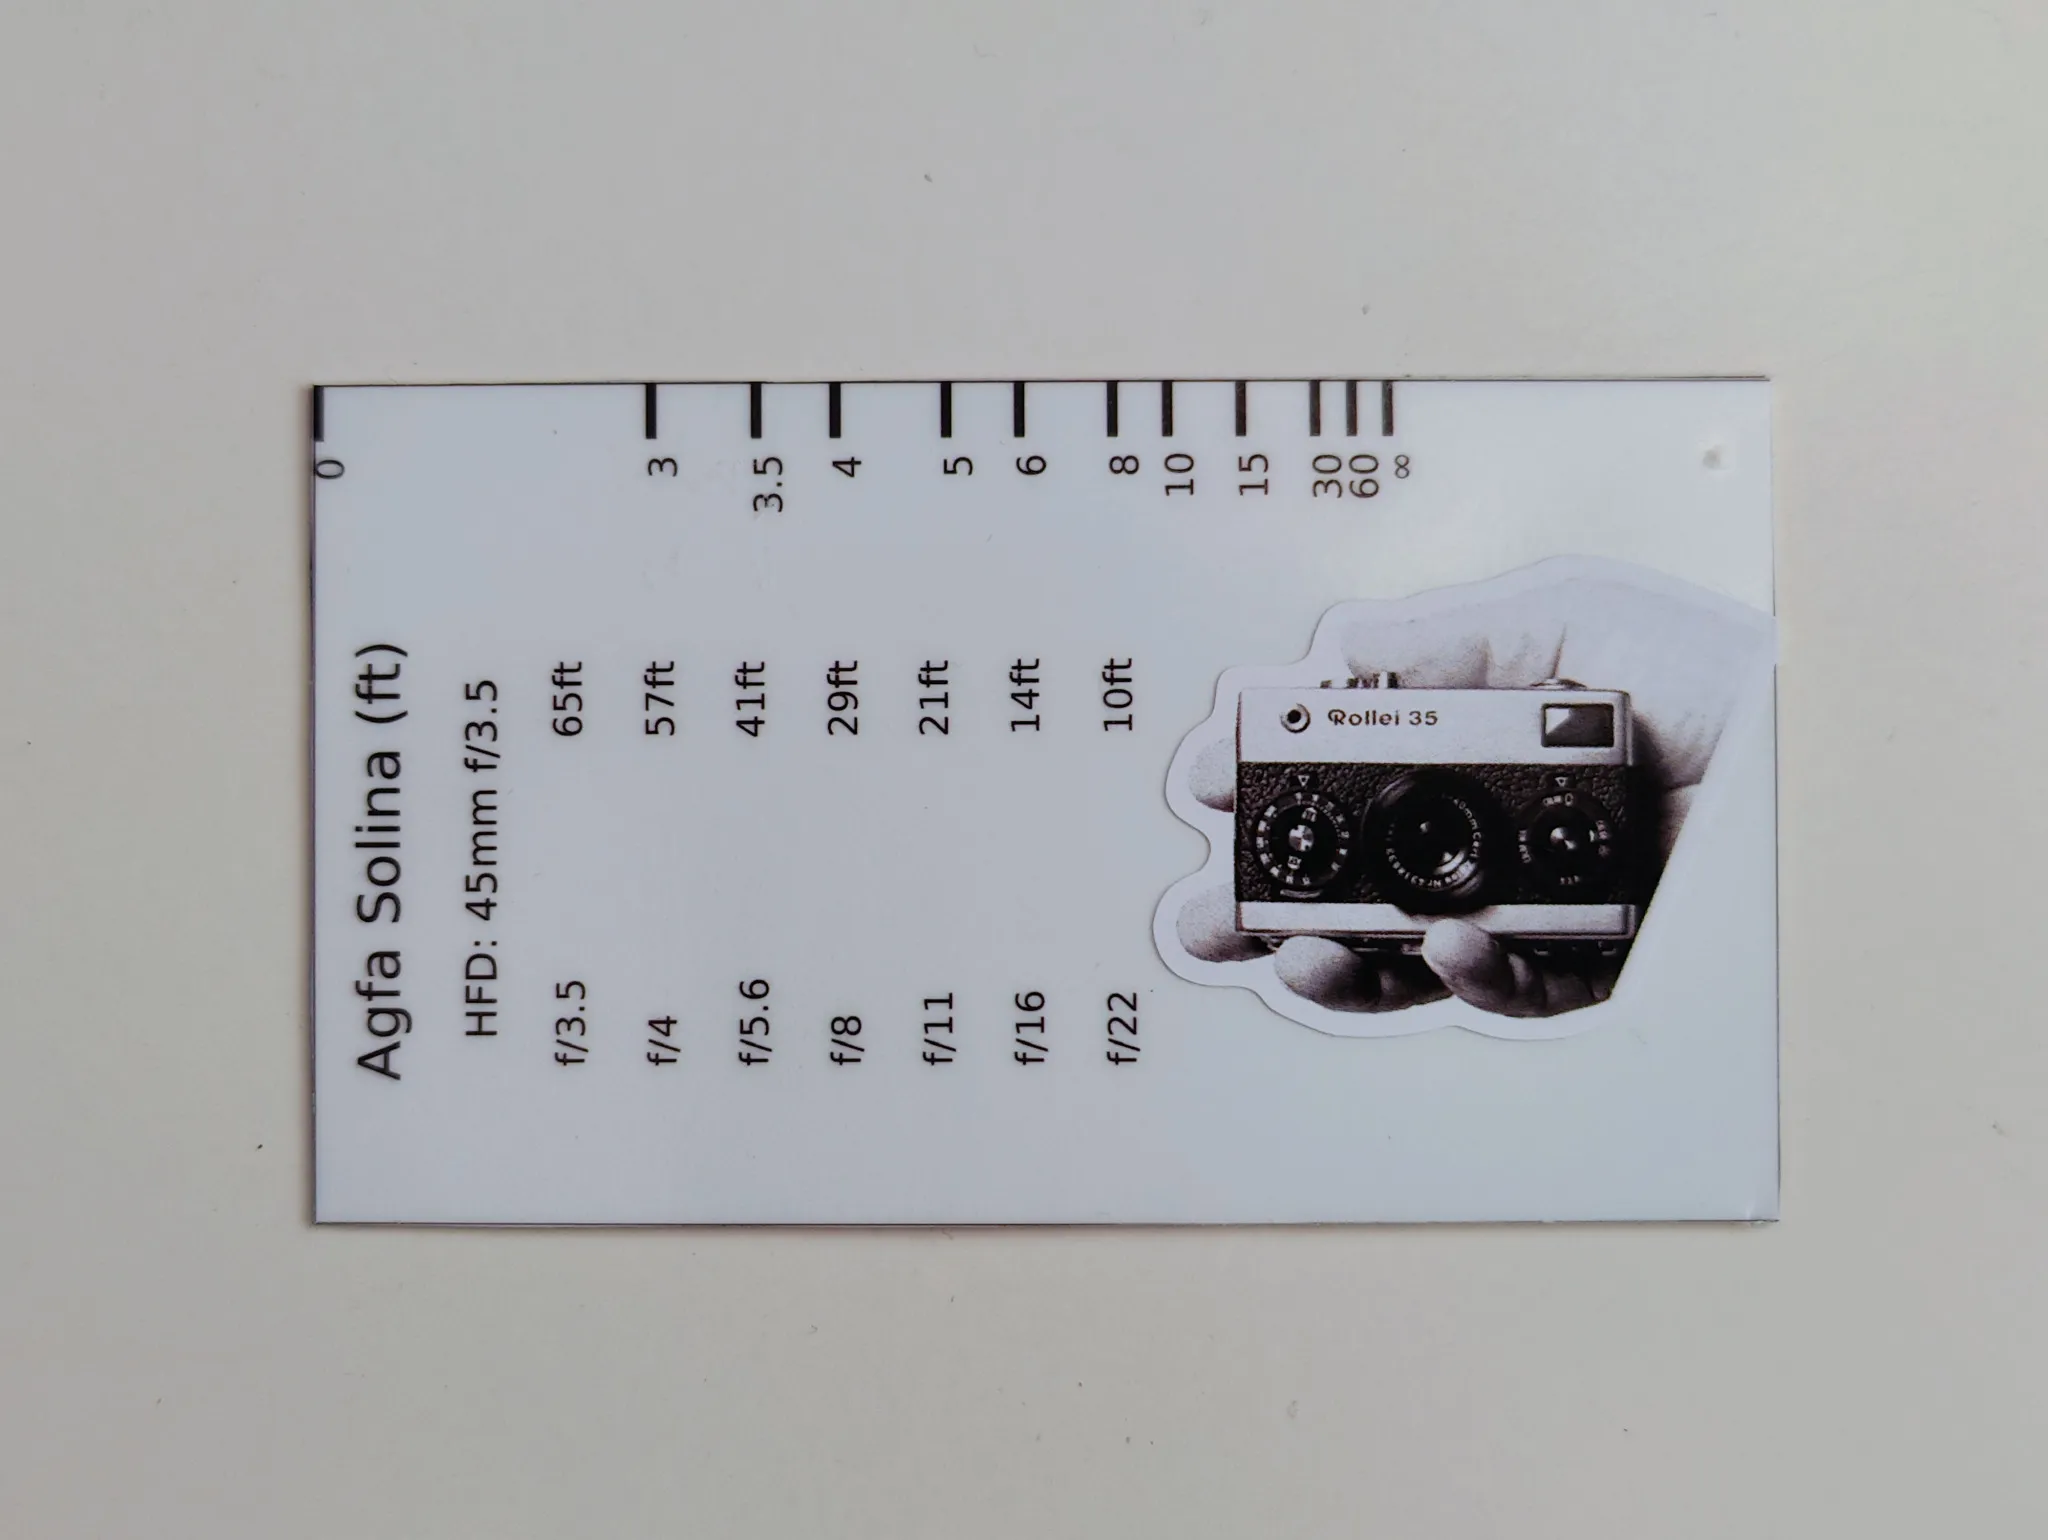 Agfa Solina (ft)
HFD: 45mm f/3.5
f/3.5 65ft
f/4 57ft
f/5.6 41ft
f/8 29ft
f/11 21ft
f/16 14ft
f/22 10ft
0
3
3.5
4
5
6
8
10
15
30
60
∞
Rollei 35